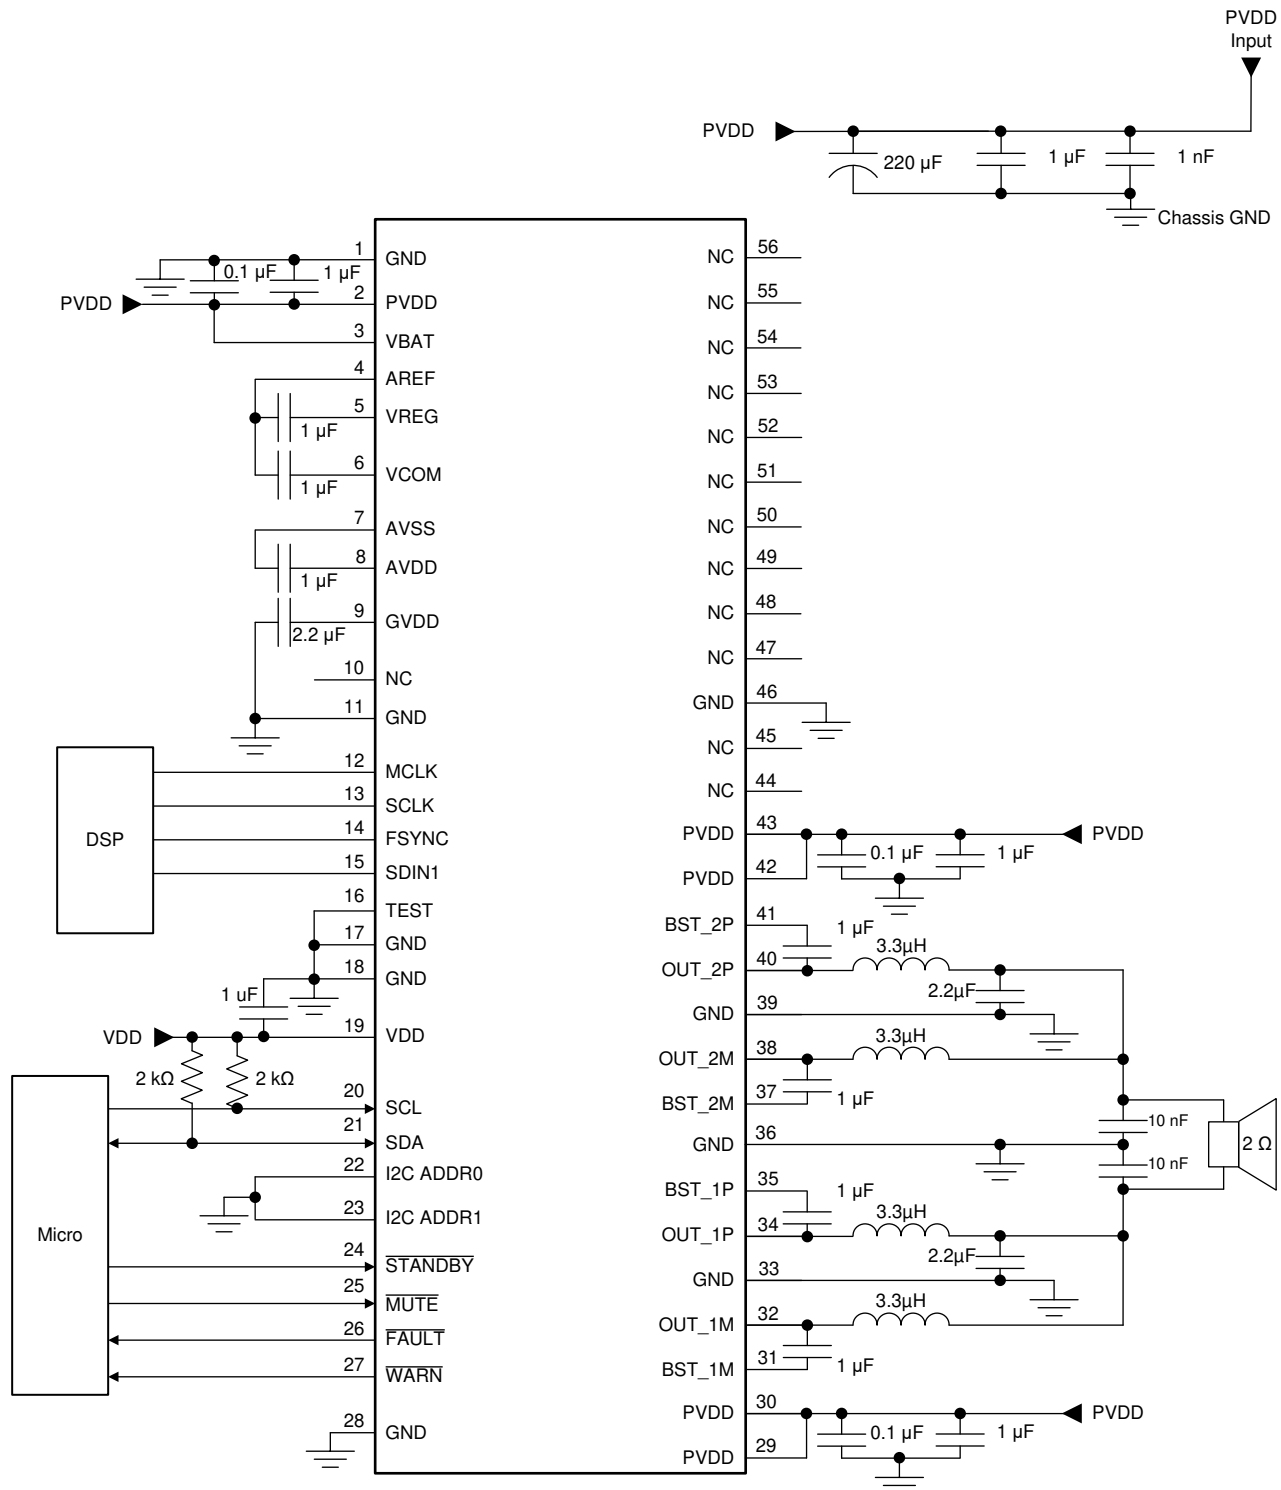 PVDD
Input
PVDD
220 µF
1 µF
1 nF
Chassis GND
1
GND
0.1 µF
1 µF
PVDD
2
PVDD
3
VBAT
4
AREF
5
VREG
1 µF
6
VCOM
1 µF
7
AVSS
8
AVDD
1 µF
9
GVDD
2.2 µF
10
NC
11
GND
DSP
12
MCLK
13
SCLK
14
FSYNC
15
SDIN1
16
TEST
17
GND
18
GND
1 uF
VDD
19
VDD
2 kΩ
2 kΩ
Micro
20
SCL
21
SDA
22
I2C ADDR0
23
I2C ADDR1
24
STANDBY
25
MUTE
26
FAULT
27
WARN
28
GND
NC
56
NC
55
NC
54
NC
53
NC
52
NC
51
NC
50
NC
49
NC
48
NC
47
GND
46
NC
45
NC
44
PVDD
43
PVDD
0.1 µF
1 µF
PVDD
42
BST_2P
41
1 µF
OUT_2P
40
3.3µH
2.2µF
GND
39
OUT_2M
38
3.3µH
BST_2M
37
1 µF
GND
36
10 nF
10 nF
2 Ω
BST_1P
35
1 µF
OUT_1P
34
3.3µH
2.2µF
GND
33
OUT_1M
32
3.3µH
BST_1M
31
1 µF
PVDD
30
PVDD
0.1 µF
1 µF
PVDD
29